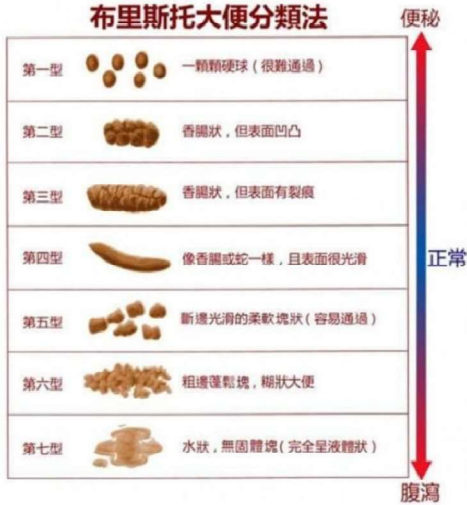 布里斯托大便分類法
便秘
第一型 一顆顆硬球(很難通過)
第二型 香腸狀,但表面凹凸
第三型 香腸狀,但表面有裂痕
第四型 像香腸或蛇一樣,且表面很光滑
正常
第五型 斷邊光滑的柔軟塊狀(容易通過)
第六型 粗邊蓬鬆塊,糊狀大便
第七型 水狀,無固體塊(完全呈液體狀)
腹瀉